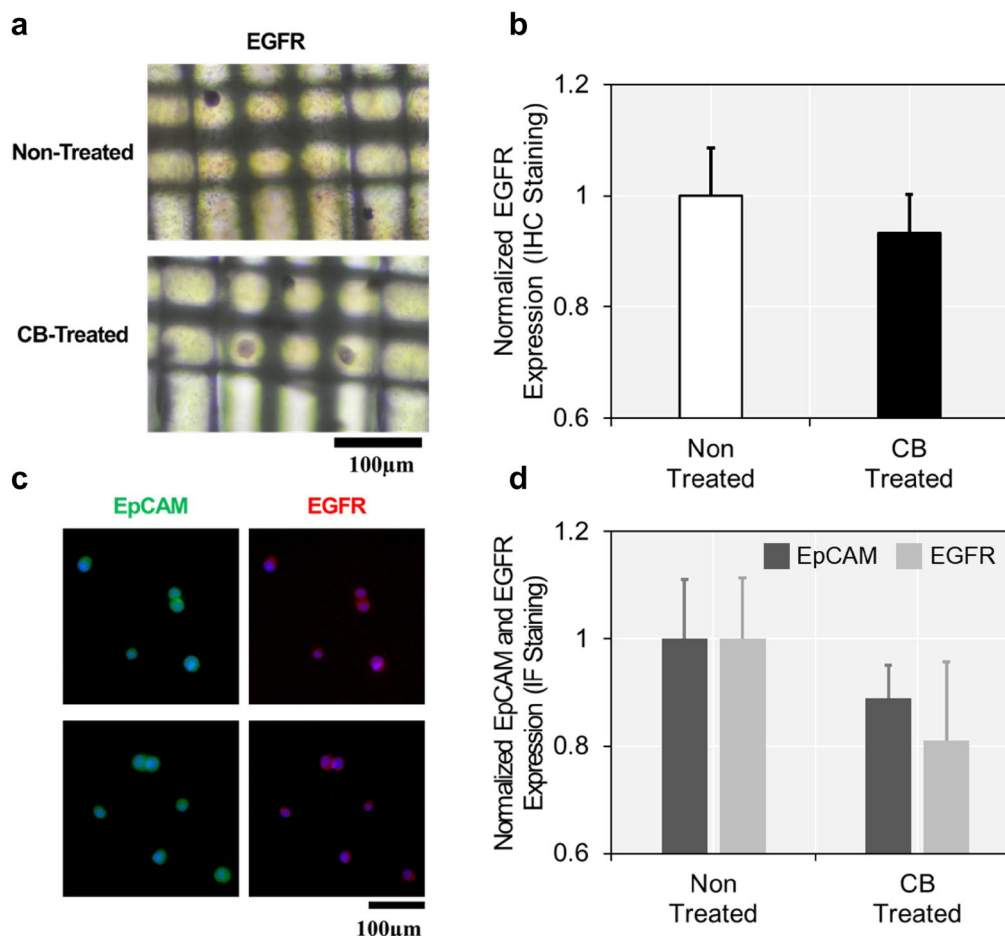 a
EGFR
Non-Treated
CB-Treated
100μm
b
Normalized EGFR
Expression (IHC Staining)
1.2
1
0.8
0.6
Non
Treated
CB
Treated
c
EpCAM
EGFR
100μm
d
Normalized EpCAM and EGFR
Expression (IF Staining)
1.2
1
0.8
0.6
EpCAM
EGFR
Non
Treated
CB
Treated